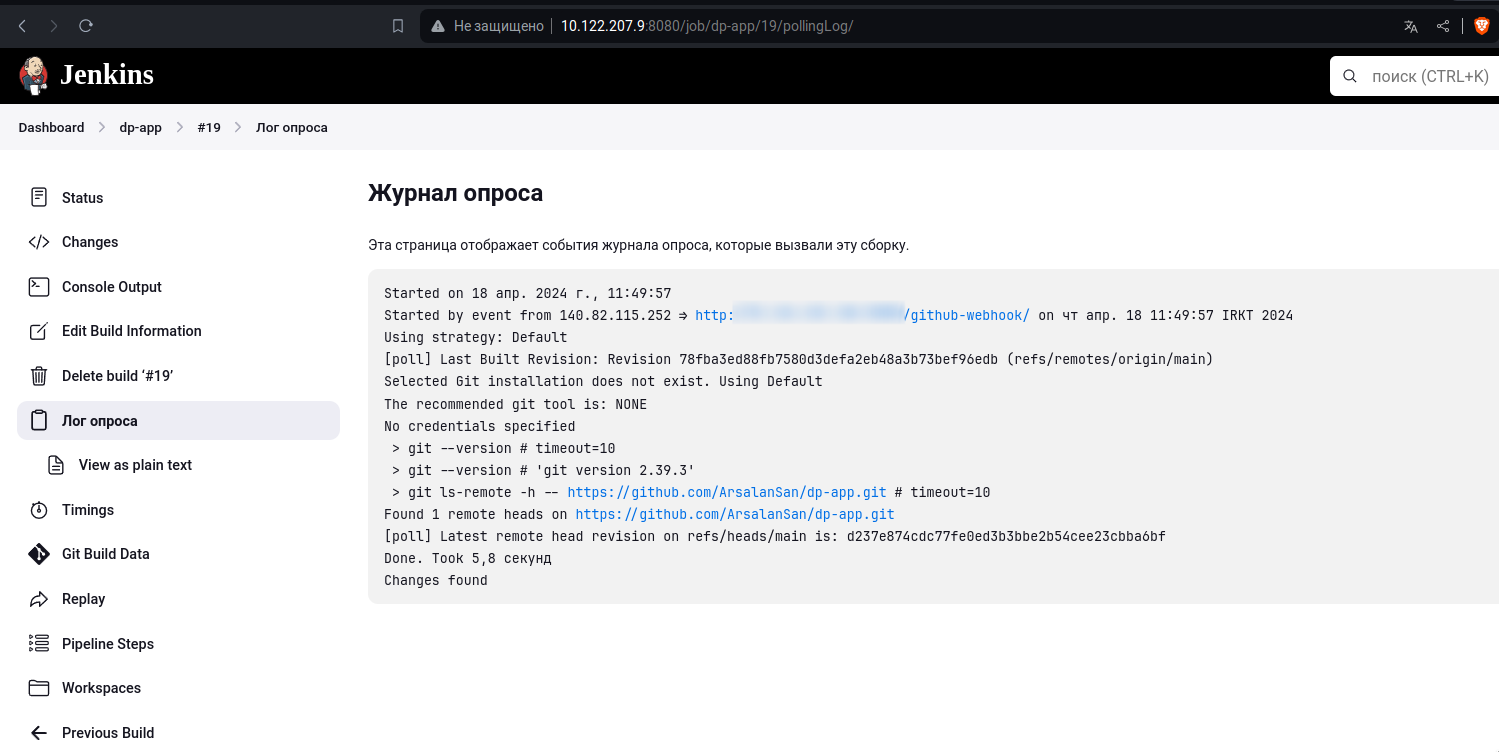 Не защищено 10.122.207.9:8080/job/dp-app/19/pollingLog/
Jenkins
поиск (CTRL+K)
Dashboard dp-app #19 Лог опроса
Status
Changes
Console Output
Edit Build Information
Delete build ‘#19’
Лог опроса
View as plain text
Timings
Git Build Data
Replay
Pipeline Steps
Workspaces
Previous Build
Журнал опроса
Эта страница отображает события журнала опроса, которые вызвали эту сборку.
Started on 18 апр. 2024 г., 11:49:57
Started by event from 140.82.115.252 ⇒ http: /github-webhook/ on чт апр. 18 11:49:57 IRKT 2024
Using strategy: Default
[poll] Last Built Revision: Revision 78fba3ed88fb7580d3defa2eb48a3b73bef96edb (refs/remotes/origin/main)
Selected Git installation does not exist. Using Default
The recommended git tool is: NONE
No credentials specified
> git --version # timeout=10
> git --version # 'git version 2.39.3'
> git ls-remote -h -- https://github.com/ArsalanSan/dp-app.git # timeout=10
Found 1 remote heads on https://github.com/ArsalanSan/dp-app.git
[poll] Latest remote head revision on refs/heads/main is: d237e874cdc77fe0ed3b3bbe2b54cee23cbba6bf
Done. Took 5,8 секунд
Changes found